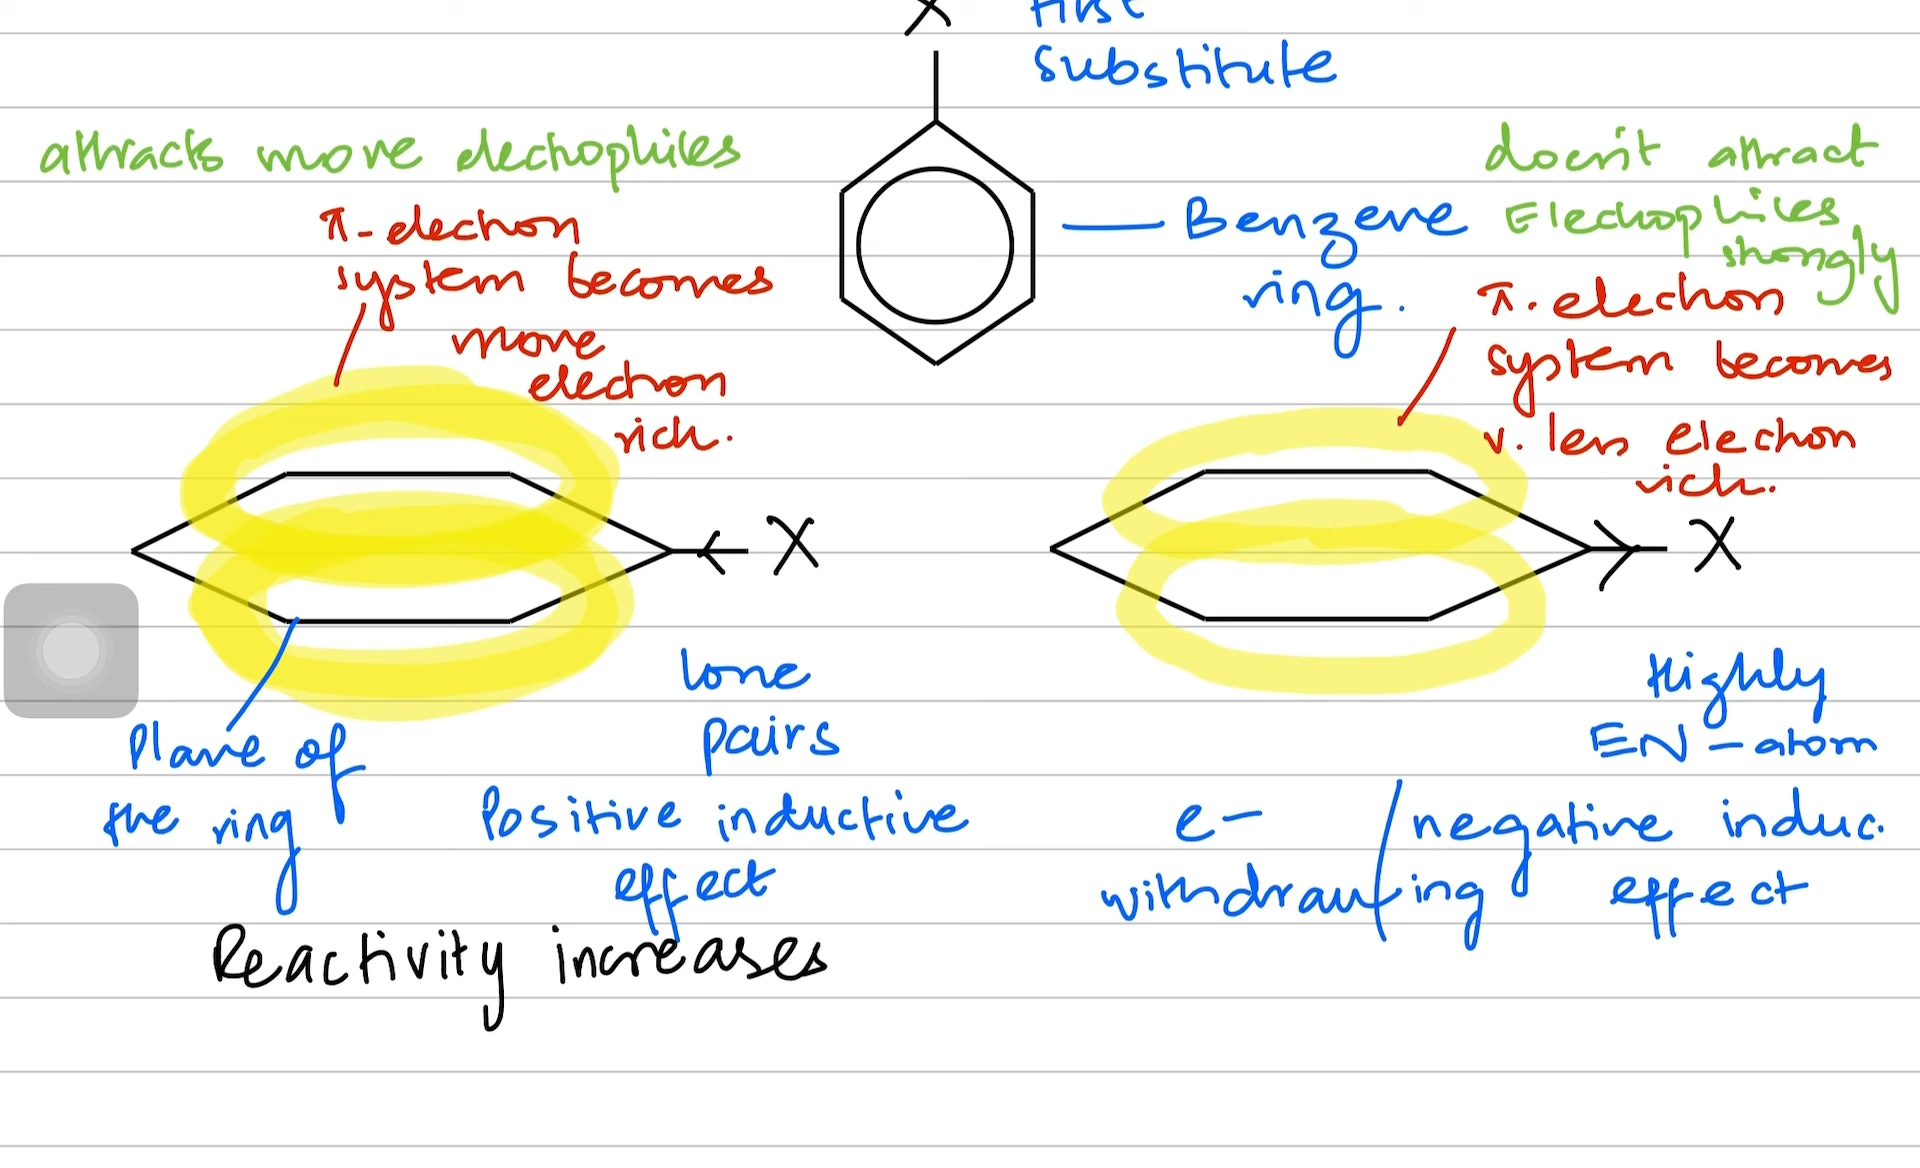 X First
substitute
attracts more electrophiles
π-electron
system becomes
more
electron
rich.
Benzene
ring.
doesn't attract
Electrophiles
strongly
π. electron
system becomes
v. less electron
rich.
X
X
Plane of
the ring
lone
pairs
Positive inductive
effect
Reactivity increases
Highly
EN - atom
e-
withdrawing
/ negative induc.
effect